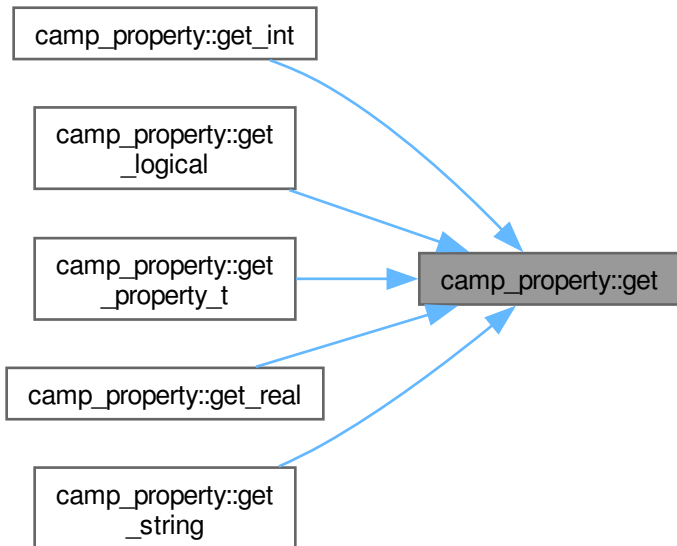 camp_property::get_int
camp_property::get
_logical
camp_property::get
_property_t
camp_property::get
camp_property::get_real
camp_property::get
_string